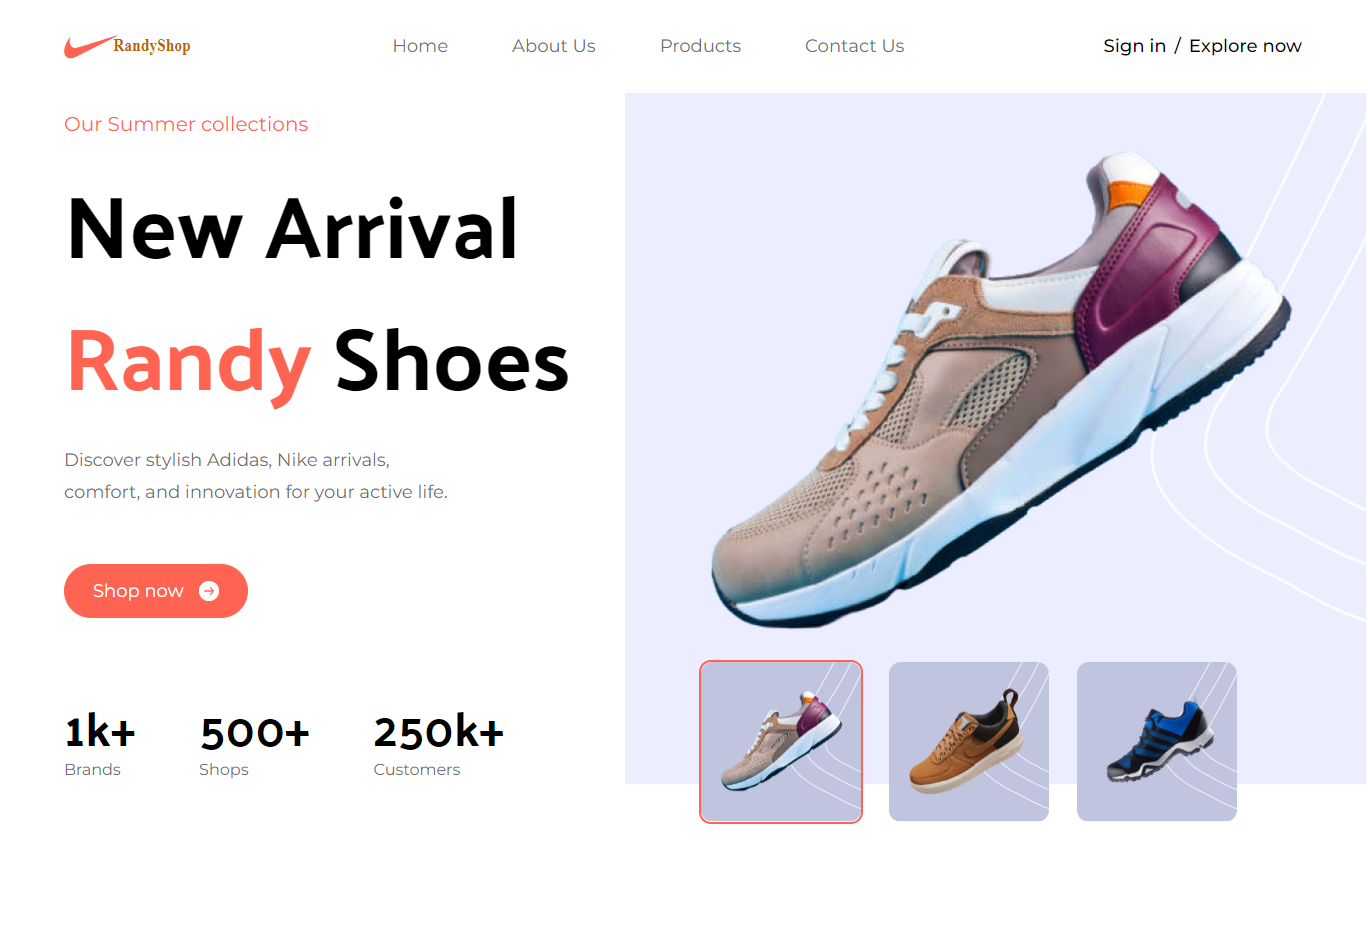 RandyShop
Home
About Us
Products
Contact Us
Sign in / Explore now
Our Summer collections
New Arrival
Randy Shoes
Discover stylish Adidas, Nike arrivals,
comfort, and innovation for your active life.
Shop now
1k+
Brands
500+
Shops
250k+
Customers